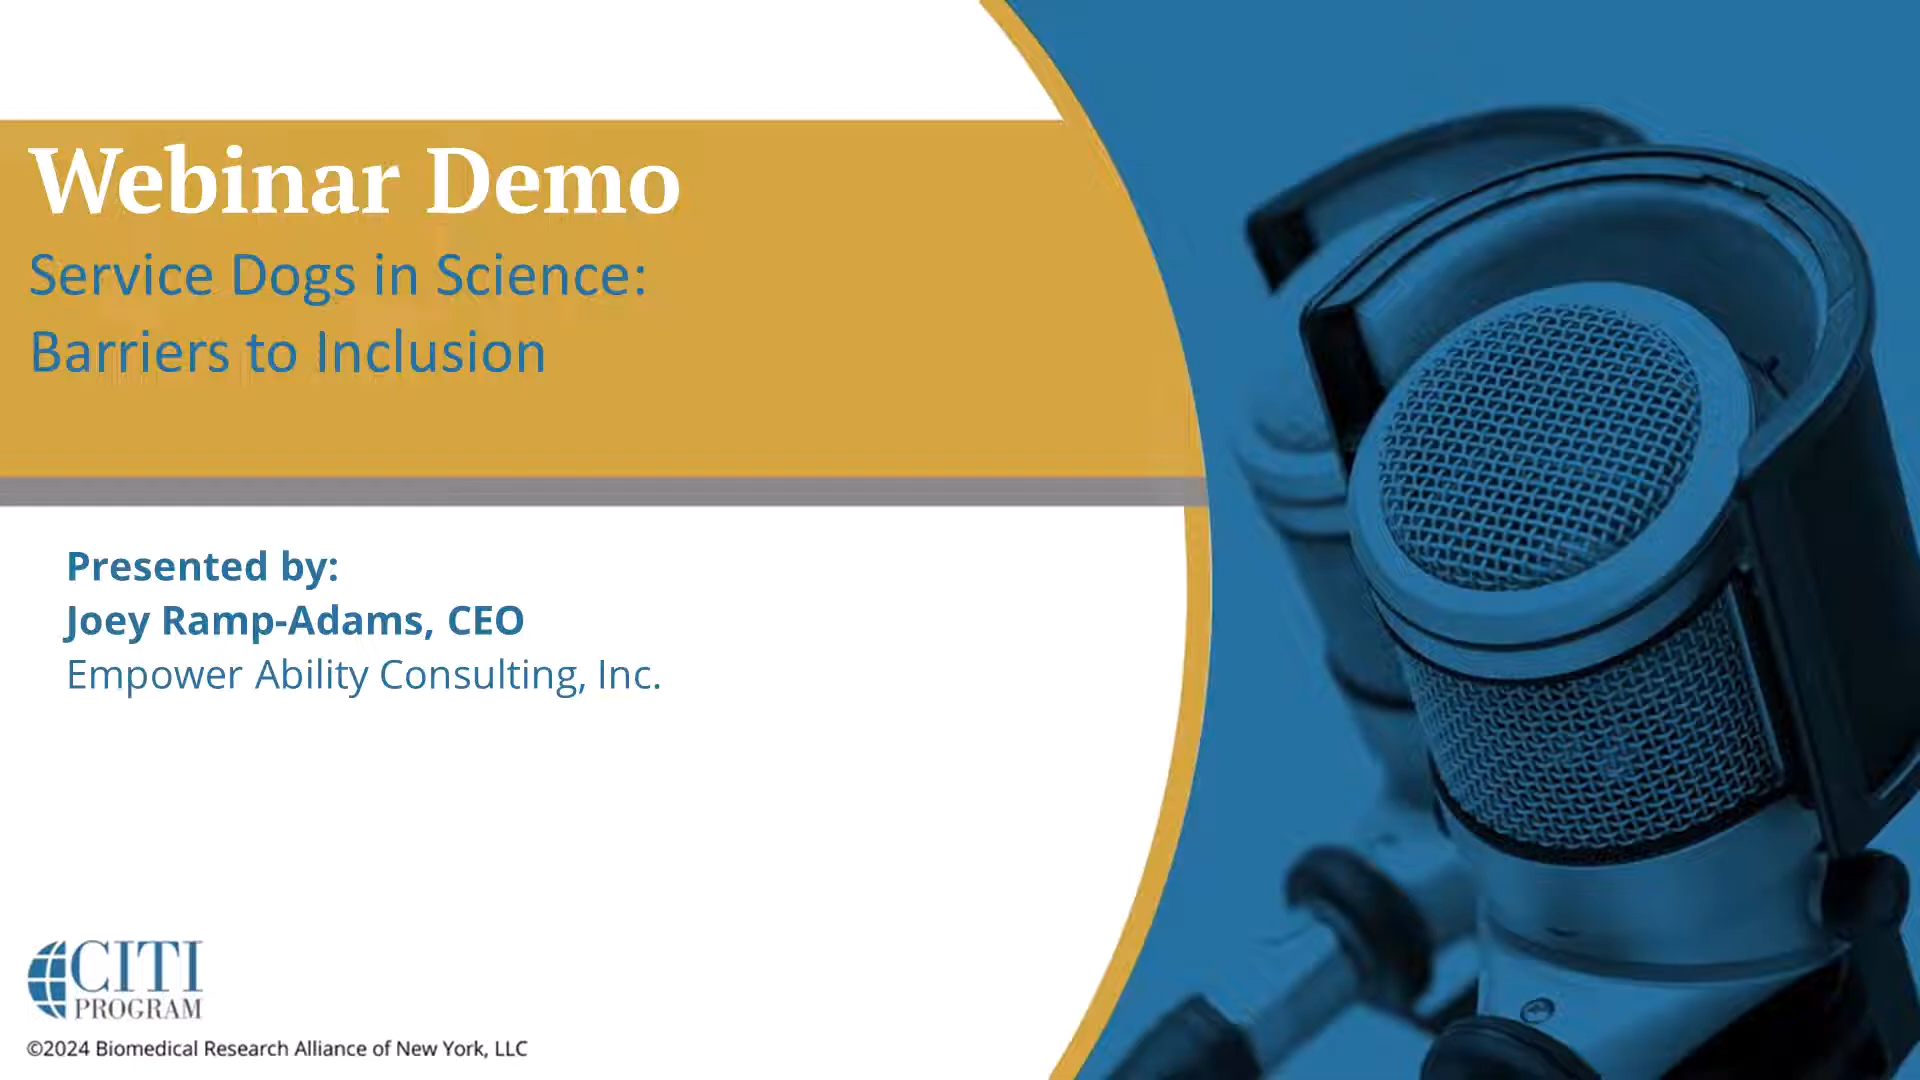 Webinar Demo
Service Dogs in Science:
Barriers to Inclusion
Presented by:
Joey Ramp-Adams, CEO
Empower Ability Consulting, Inc.
CITI
PROGRAM
©2024 Biomedical Research Alliance of New York, LLC